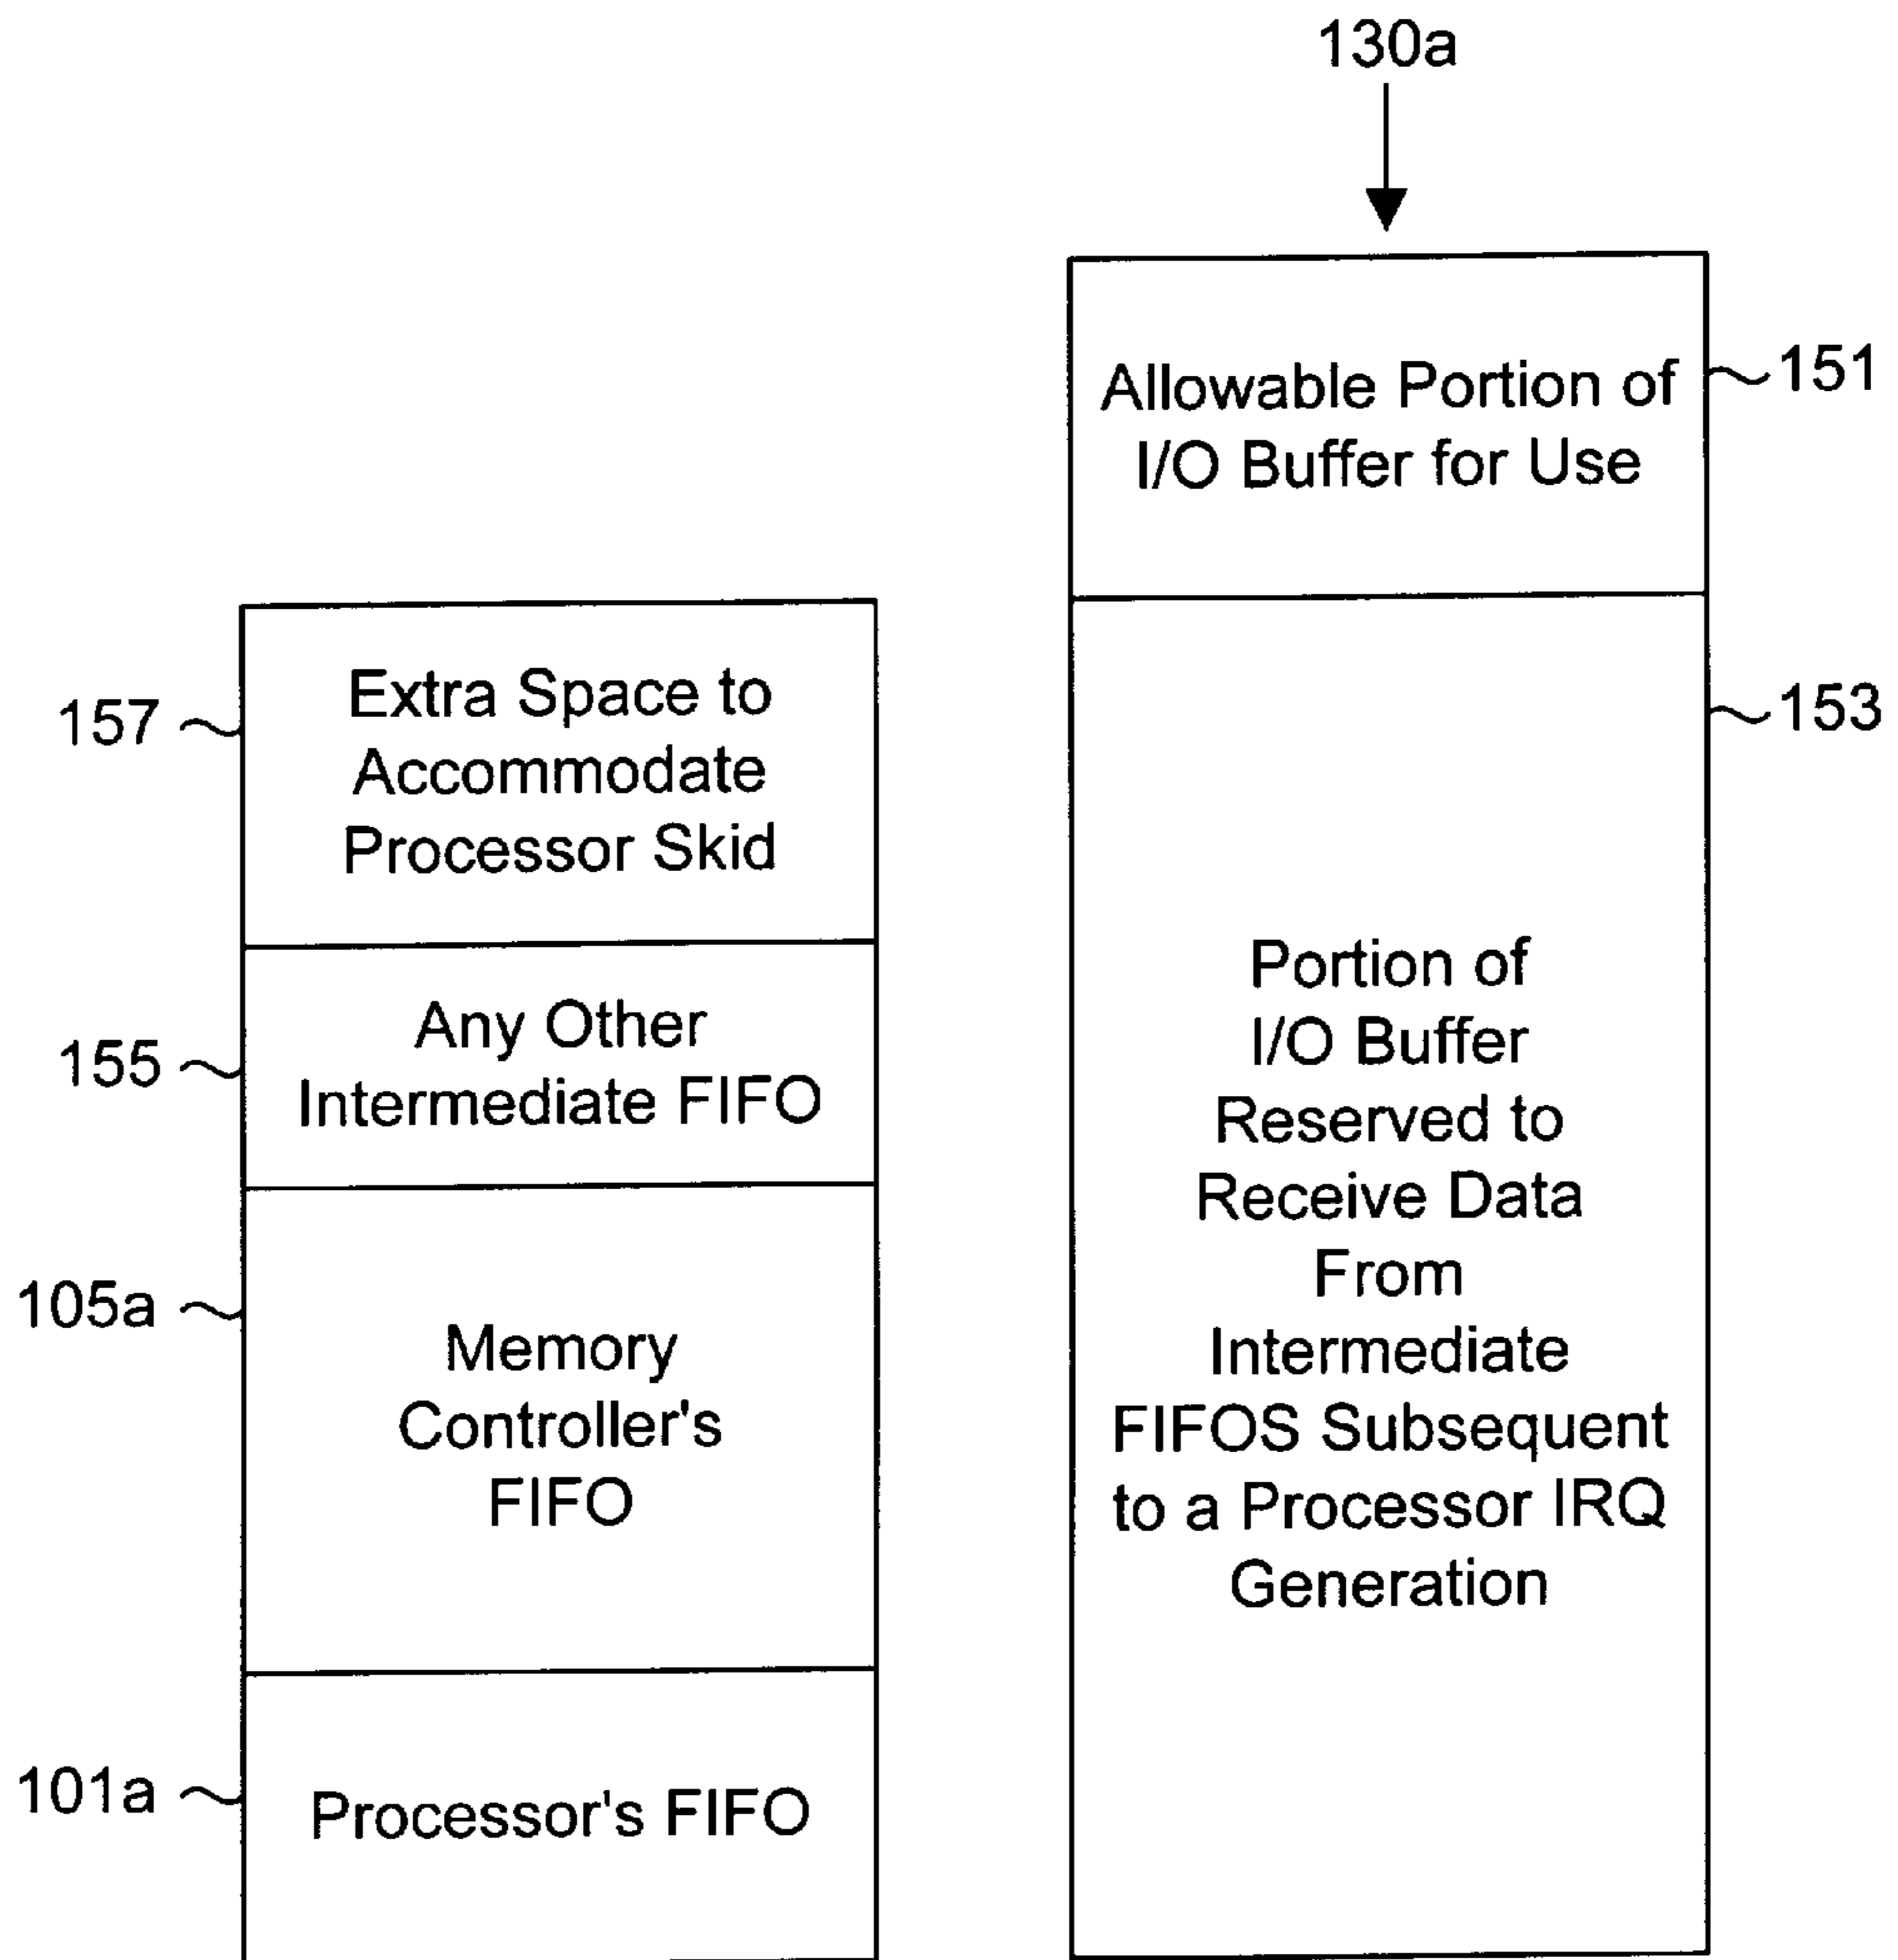 130a
Allowable Portion of
I/O Buffer for Use
151
153
Portion of
I/O Buffer
Reserved to
Receive Data
From
Intermediate
FIFOS Subsequent
to a Processor IRQ
Generation
157
Extra Space to
Accommodate
Processor Skid
155
Any Other
Intermediate FIFO
105a
Memory
Controller's
FIFO
101a
Processor's FIFO